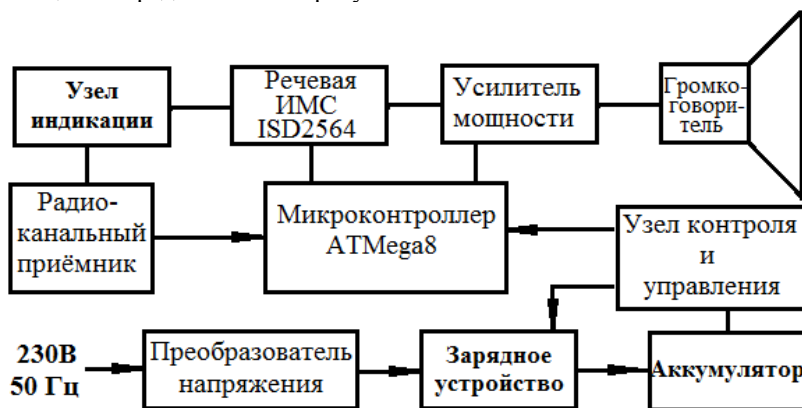 Узел
индикации
Речевая
ИМС
ISD2564
Усилитель
мощности
Громко-
говори-
тель
Радио-
канальный
приёмник
Микроконтроллер
ATMega8
Узел контроля
и
управления
230В
50 Гц
Преобразователь
напряжения
Зарядное
устройство
Аккумулятор